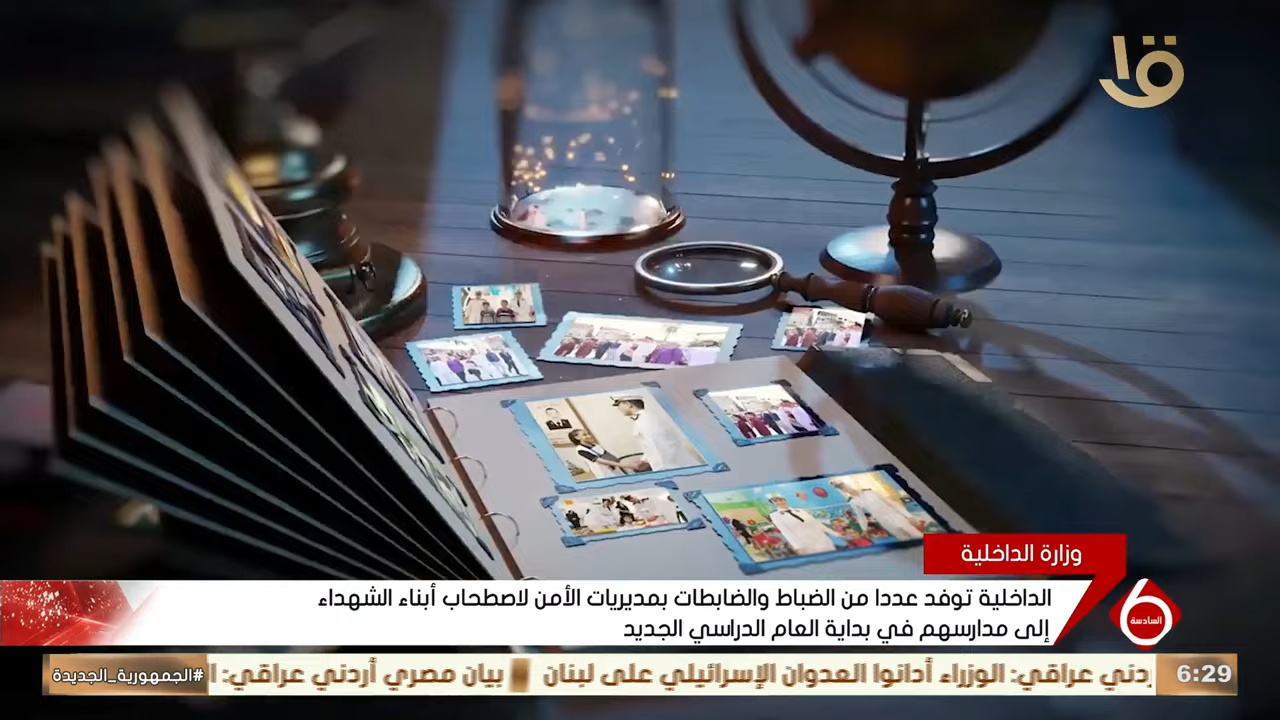 وزارة الداخلية
الداخلية توفد عددا من الضباط والضابطات بمديريات الأمن لاصطحاب أبناء الشهداء
إلى مدارسهم في بداية العام الدراسي الجديد
السادسة
6:29
ردني عراقي: الوزراء أدانوا العدوان الإسرائيلي على لبنان
بيان مصري أردني عراقي: ا
#الجمهورية_الجديدة